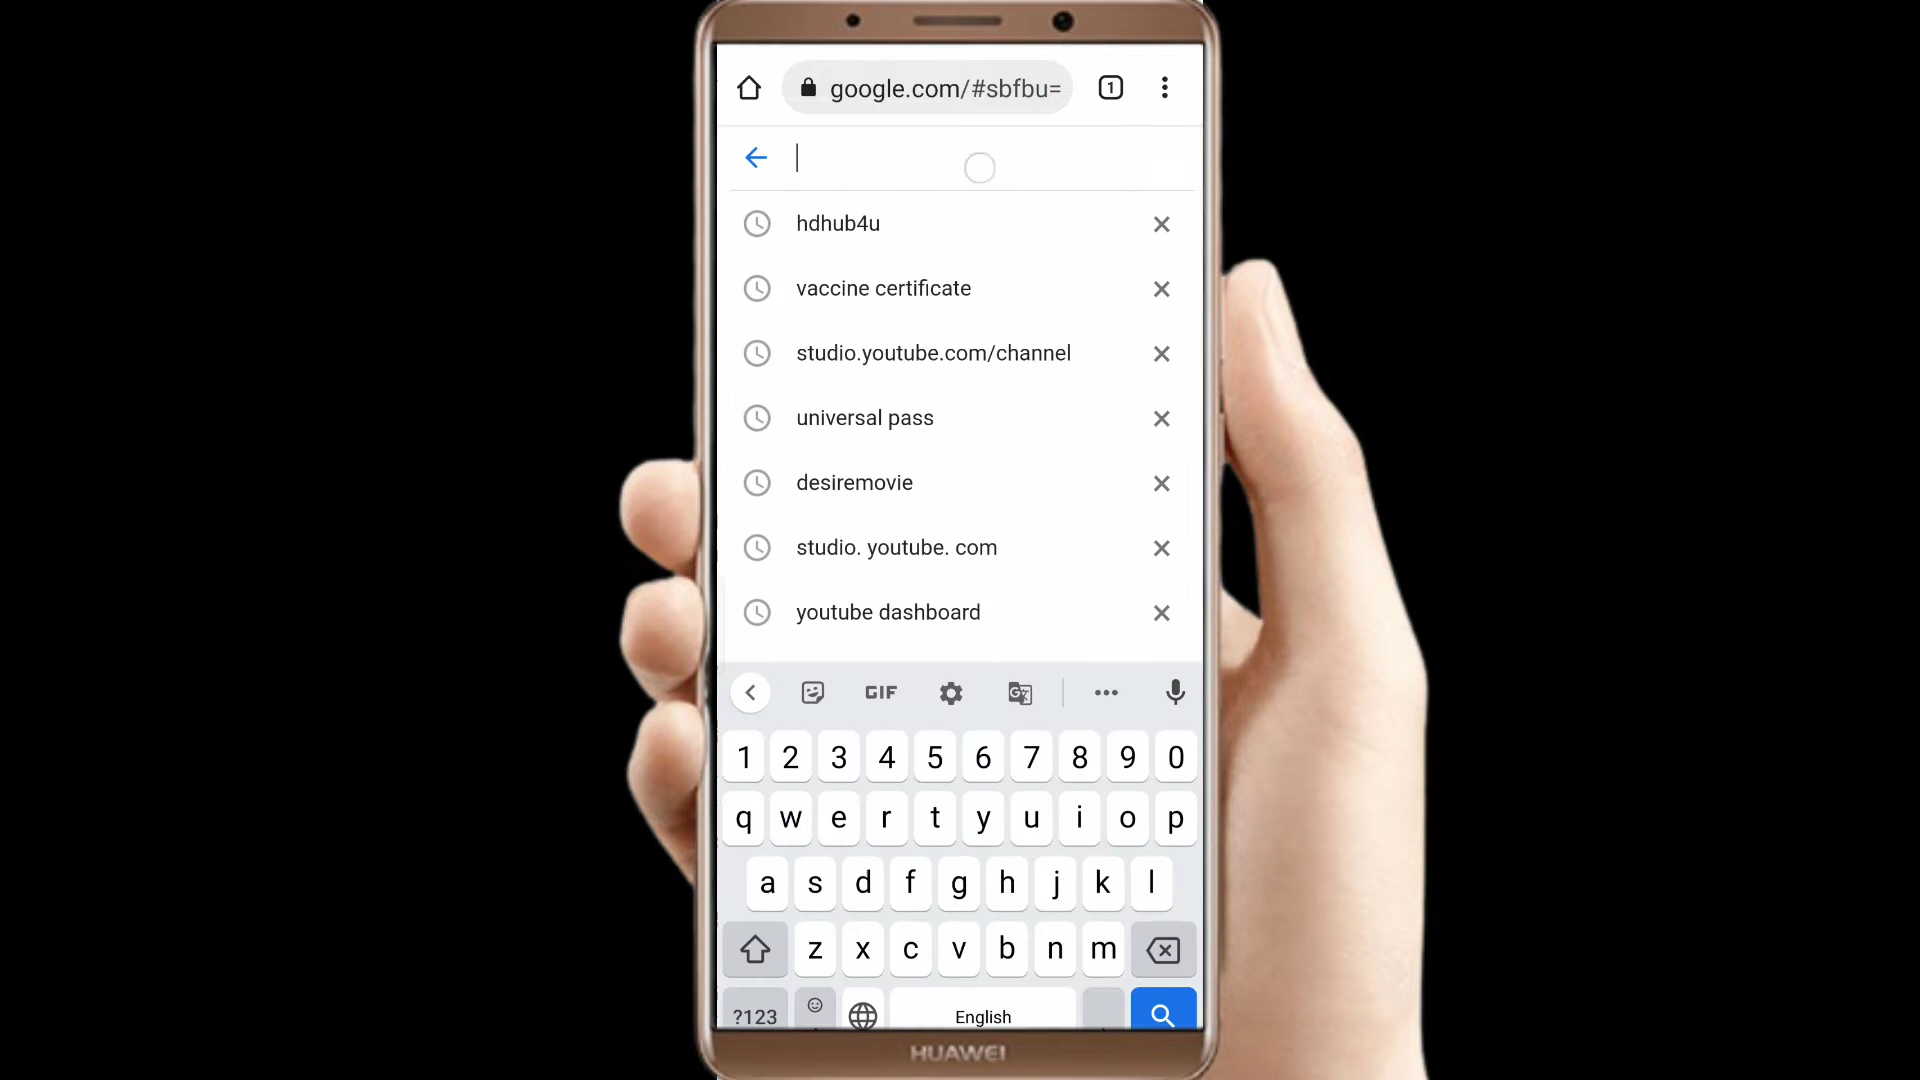 google.com/#sbfbu=
1
hdhub4u
vaccine certificate
studio.youtube.com/channel
universal pass
desiremovie
studio. youtube. com
youtube dashboard
GIF
1 2 3 4 5 6 7 8 9 0
q w e r t y u i o p
a s d f g h j k l
z x c v b n m
?123 English
HUAWEI